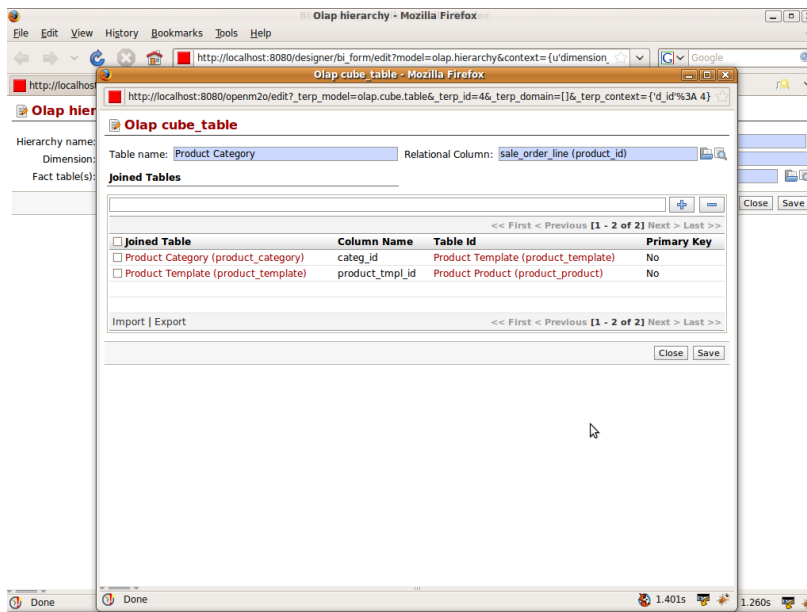 Olap hierarchy - Mozilla Firefox
File Edit View History Bookmarks Tools Help
http://localhost:8080/designer/bi_form/edit?model=olap.hierarchy&context={u'dimension_
Google
http://localhost
Olap cube_table - Mozilla Firefox
http://localhost:8080/openm2o/edit?_terp_model=olap.cube.table&_terp_id=4&_terp_domain=[]&_terp_context={'d_id'%3A 4}
Olap hier
Olap cube_table
Hierarchy name:
Dimension:
Fact table(s):
Table name: Product Category Relational Column: sale_order_line (product_id)
Joined Tables
Close Save
<< First < Previous [1 - 2 of 2] Next > Last >>
Joined Table Column Name Table Id Primary Key
Product Category (product_category) categ_id Product Template (product_template) No
Product Template (product_template) product_tmpl_id Product Product (product_product) No
Import | Export << First < Previous [1 - 2 of 2] Next > Last >>
Close Save
Done 1.401s
Done 1.260s